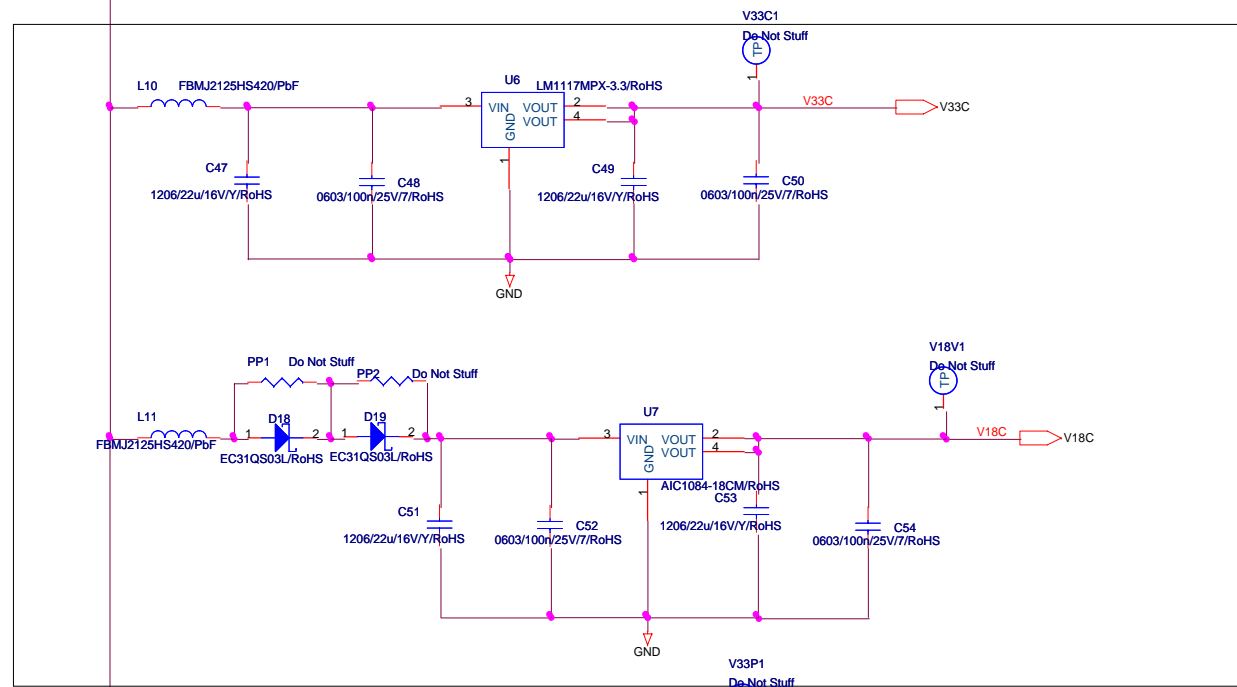 V33C1
Do Not Stuff
TP
1
L10
FBMJ2125HS420/PbF
U6
LM1117MPX-3.3/RoHS
3
VIN
VOUT
2
VOUT
4
GND
1
V33C
V33C
C47
1206/22u/16V/Y/RoHS
C48
0603/100n/25V/7/RoHS
C49
1206/22u/16V/Y/RoHS
C50
0603/100n/25V/7/RoHS
GND
PP1
Do Not Stuff
PP2
Do Not Stuff
V18V1
Do Not Stuff
TP
1
L11
FBMJ2125HS420/PbF
1
D18
2
EC31QS03L/RoHS
1
D19
2
EC31QS03L/RoHS
U7
3
VIN
VOUT
2
VOUT
4
GND
1
AIC1084-18CM/RoHS
V18C
V18C
C51
1206/22u/16V/Y/RoHS
C52
0603/100n/25V/7/RoHS
C53
1206/22u/16V/Y/RoHS
C54
0603/100n/25V/7/RoHS
GND
V33P1
Do Not Stuff